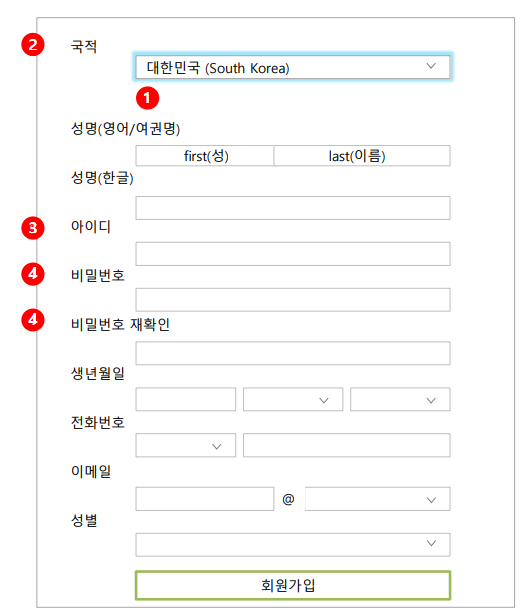 2 국적
대한민국 (South Korea)
1
성명(영어/여권명)
first(성) last(이름)
성명(한글)
3 아이디
4 비밀번호
4 비밀번호 재확인
생년월일
전화번호
이메일
@
성별
회원가입